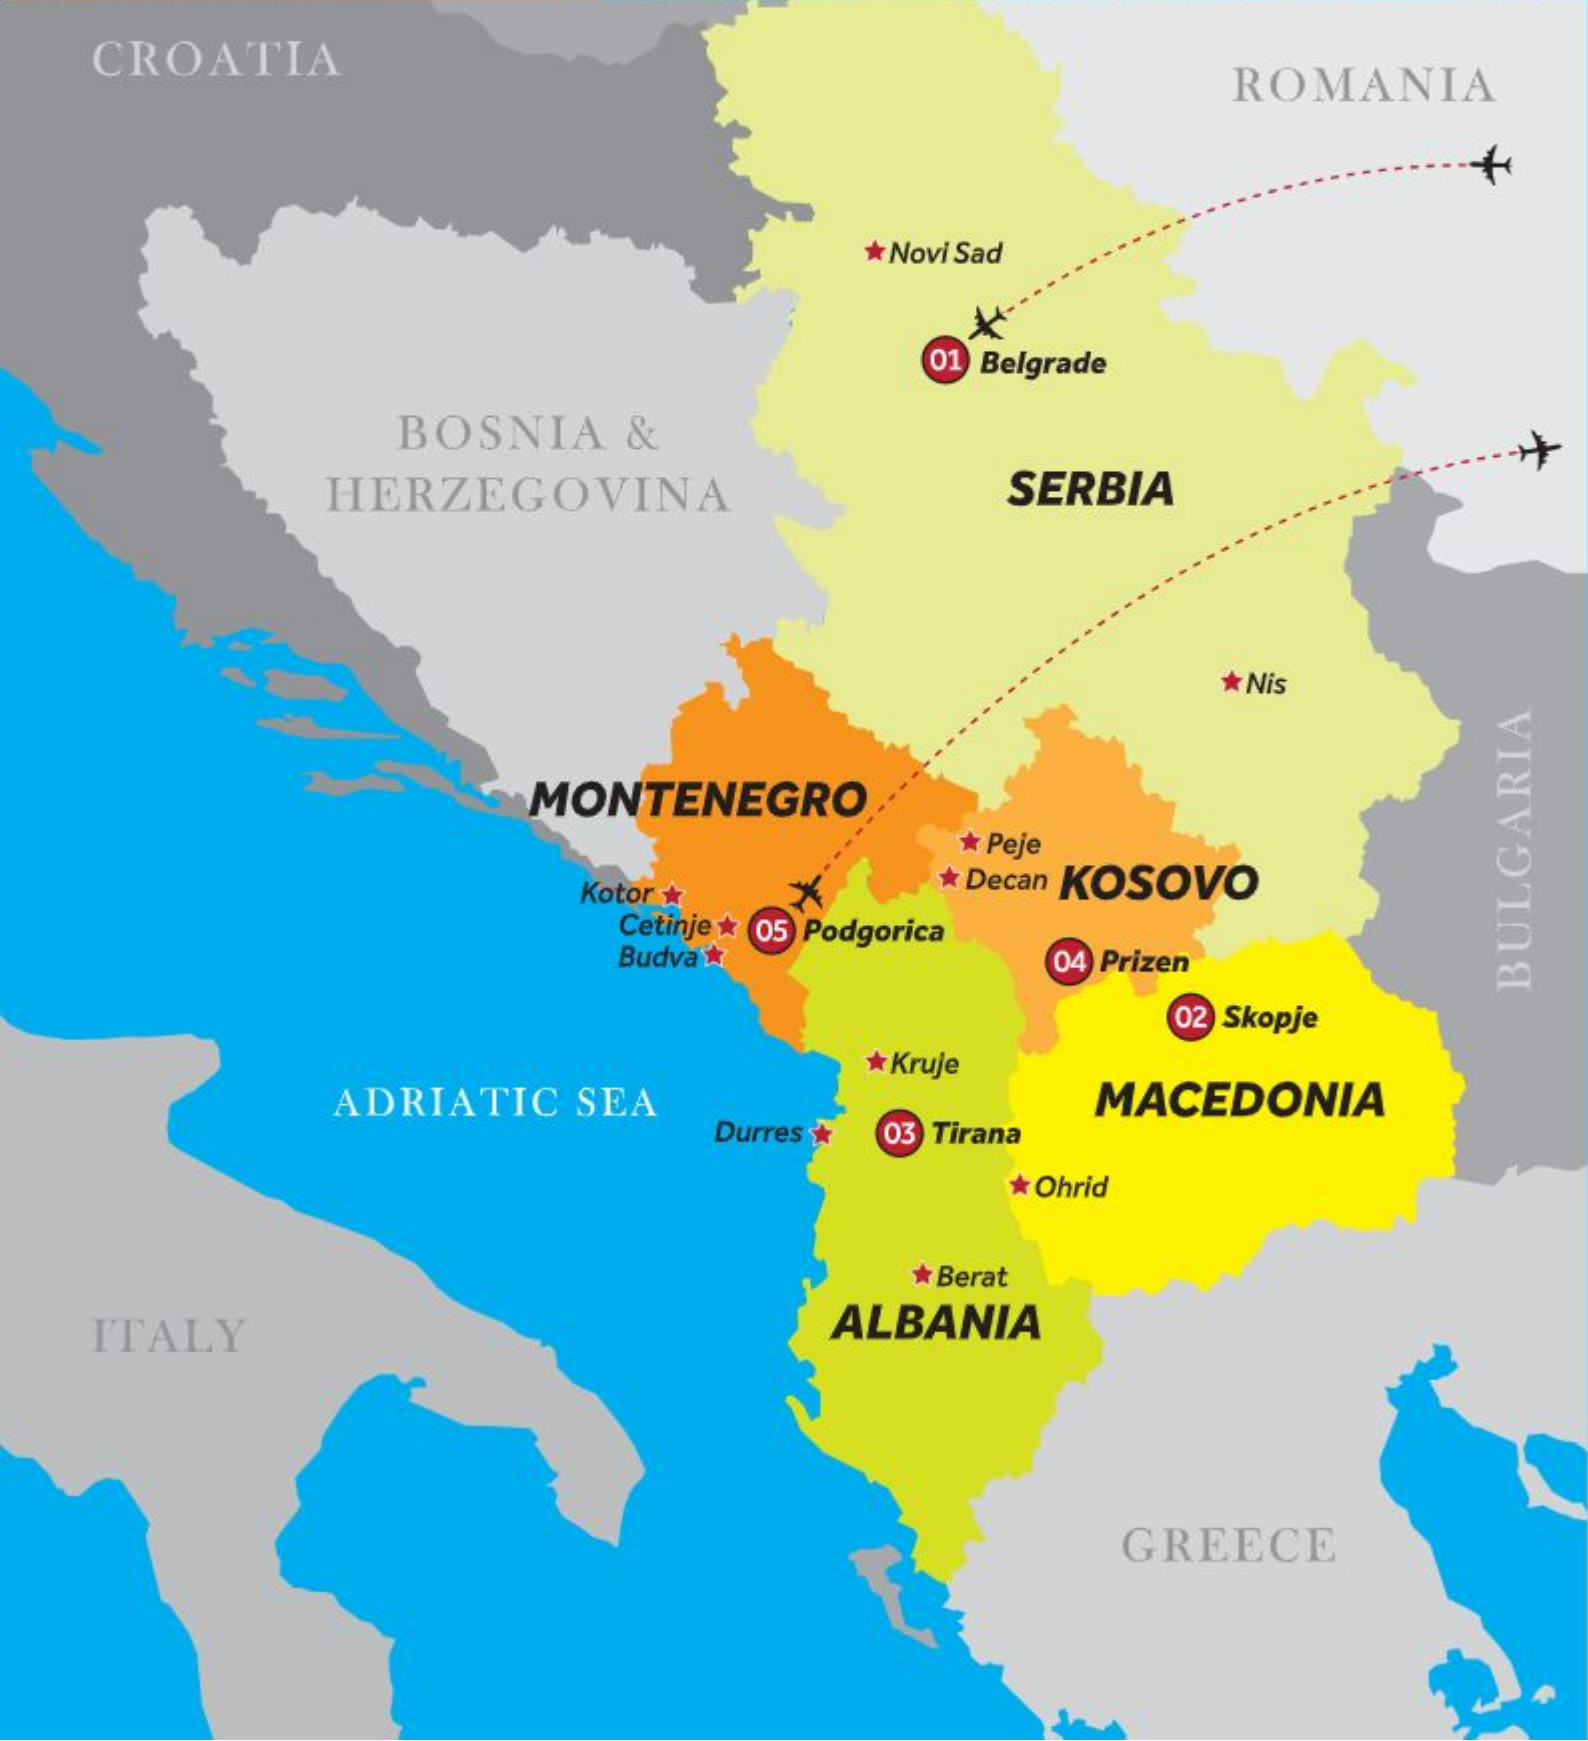 CROATIA
ROMANIA
Novi Sad
01 Belgrade
BOSNIA &
HERZEGOVINA
SERBIA
Nis
BULGARIA
MONTENEGRO
Peje
Decan
KOSOVO
Kotor
Cetinje
Budva
05 Podgorica
04 Prizen
02 Skopje
Kruje
ADRIATIC SEA
MACEDONIA
Durres
03 Tirana
Ohrid
Berat
ALBANIA
ITALY
GREECE